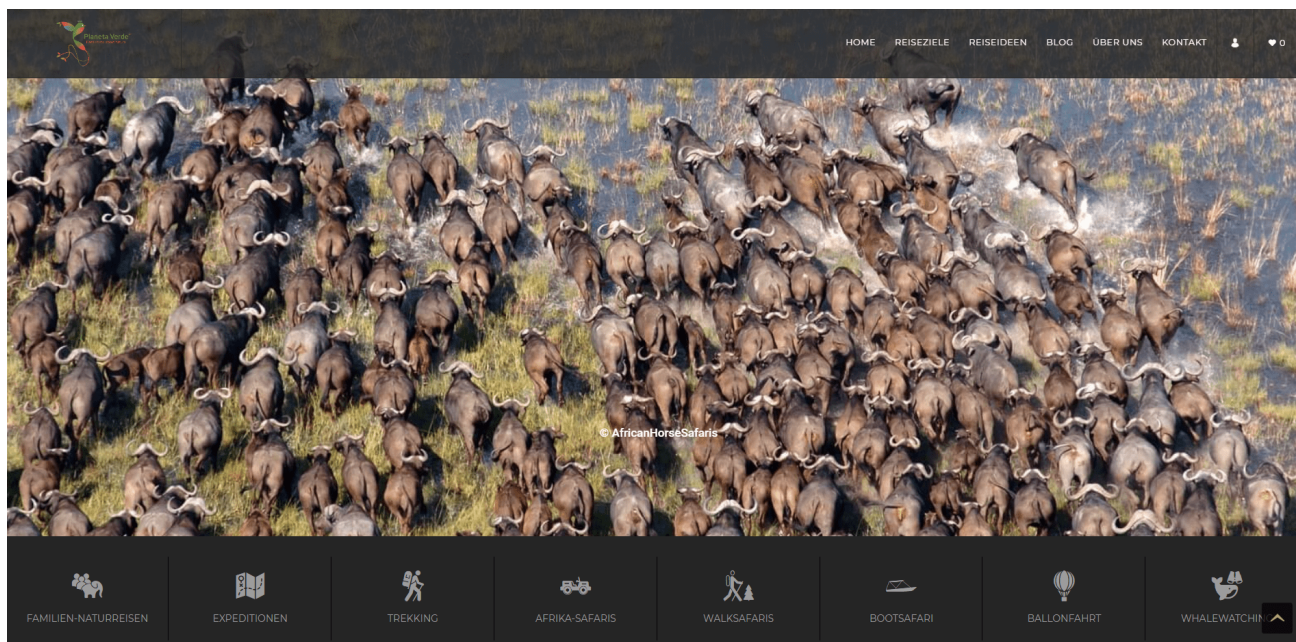 Planeta Verde
HOME REISEZIELE REISEIDEEN BLOG ÜBER UNS KONTAKT 0
© AfricanHorseSafaris
FAMILIEN-NATURREISEN EXPEDITIONEN TREKKING AFRIKA-SAFARIS WALKSAFARIS BOOTSAFARI BALLONFAHRT WHALEWATCHING